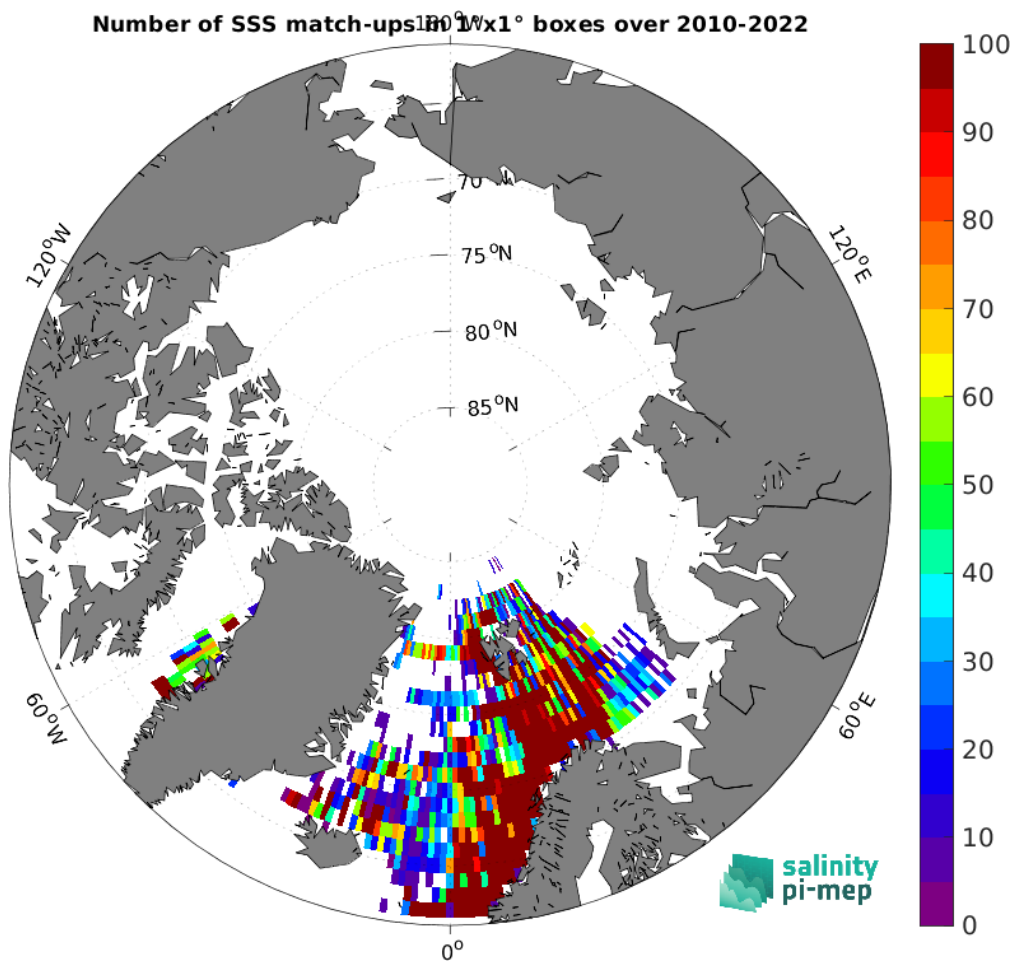 Number of SSS match-ups in 1°x1° boxes over 2010-2022
180°W
120°W
120°E
70°N
75°N
80°N
85°N
60°W
60°E
0°
100
90
80
70
60
50
40
30
20
10
0
salinity
pi-mep